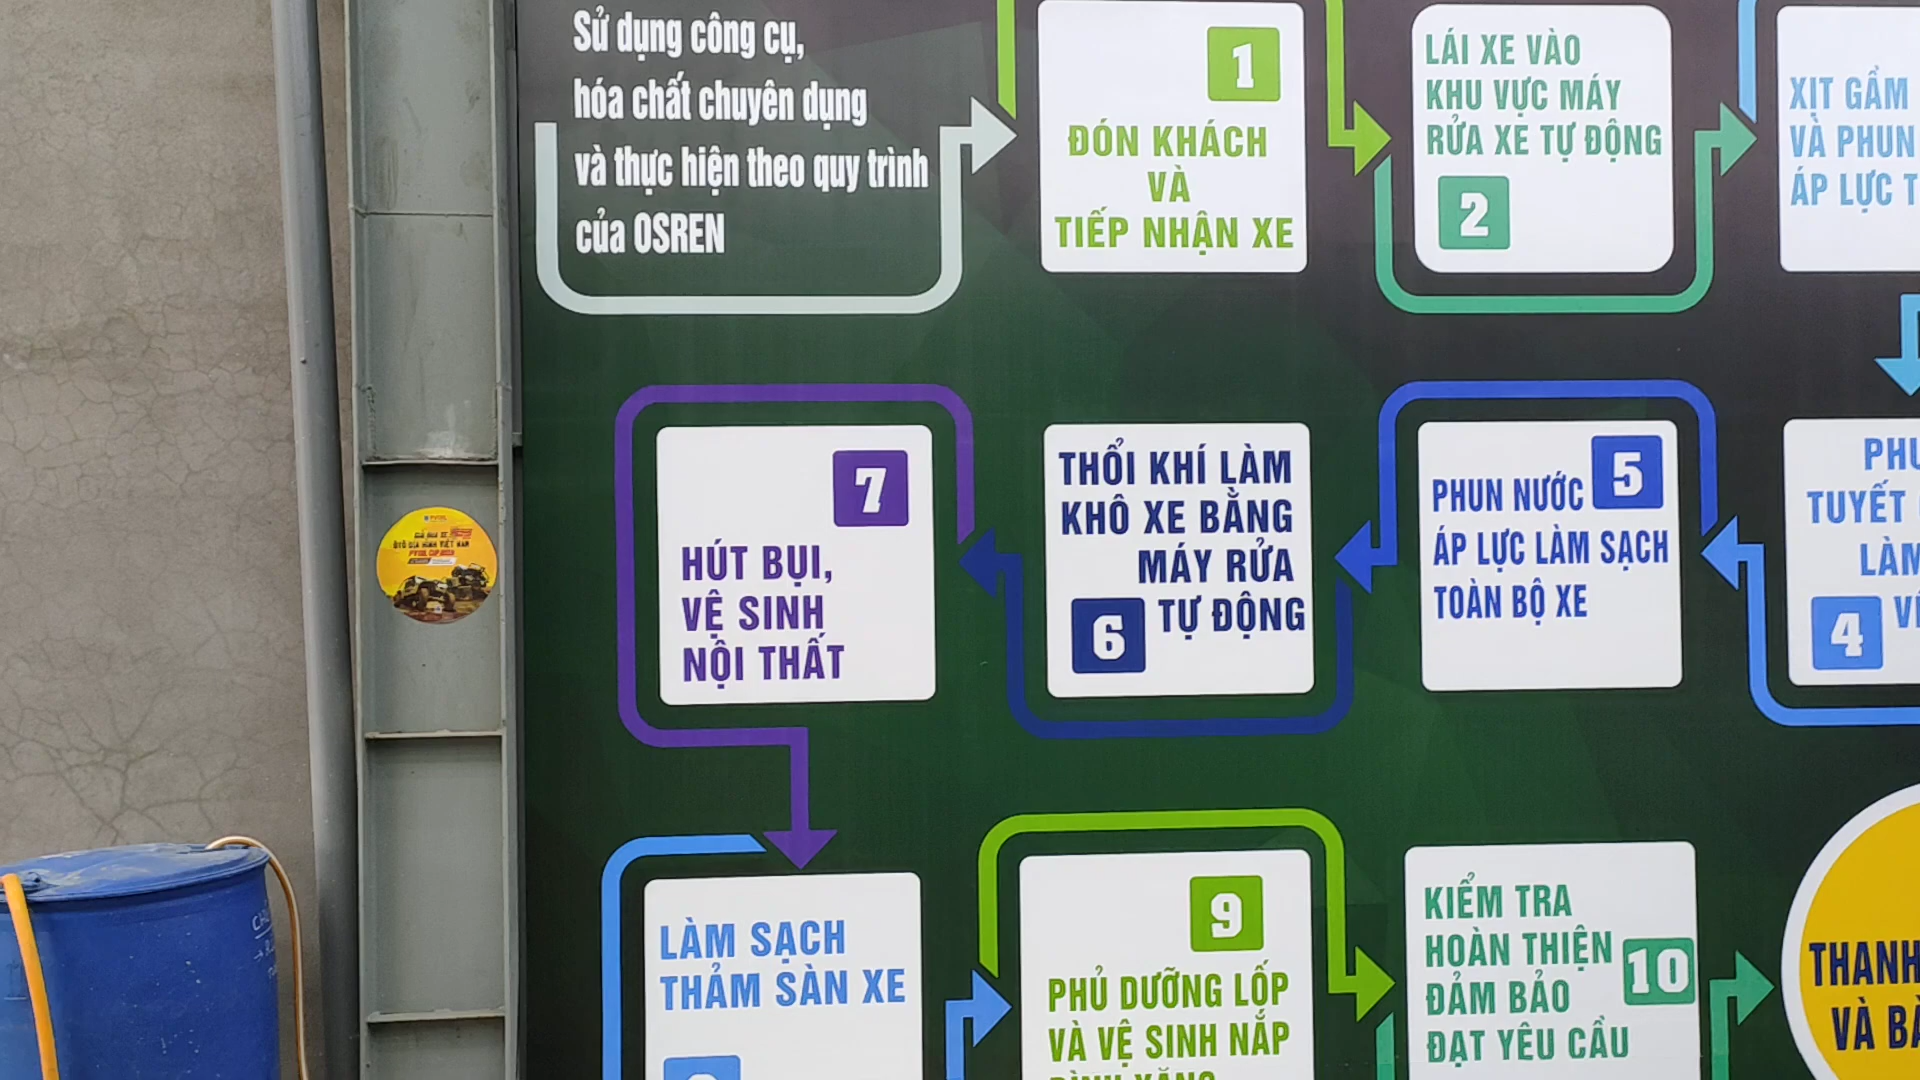 Sử dụng công cụ,
hóa chất chuyên dụng
và thực hiện theo quy trình
của OSREN
1
ĐÓN KHÁCH
VÀ
TIẾP NHẬN XE
LÁI XE VÀO
KHU VỰC MÁY
RỬA XE TỰ ĐỘNG
2
XỊT GẦM
VÀ PHUN
ÁP LỰC
7
HÚT BỤI,
VỆ SINH
NỘI THẤT
THỔI KHÍ LÀM
KHÔ XE BẰNG
MÁY RỬA
TỰ ĐỘNG
6
PHUN NƯỚC
5
ÁP LỰC LÀM SẠCH
TOÀN BỘ XE
TUYẾT
4
LÀM SẠCH
THẢM SÀN XE
9
PHỦ DƯỠNG LỐP
VÀ VỆ SINH NẮP
KIỂM TRA
HOÀN THIỆN
10
ĐẢM BẢO
ĐẠT YÊU CẦU
THANH
VÀ